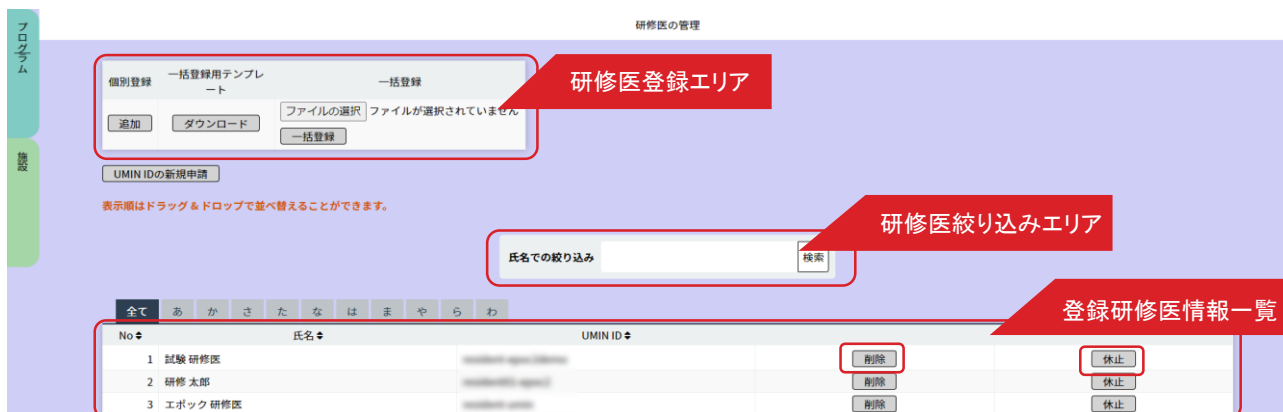 研修医の管理
プログラム
施設
個別登録
一括登録用テンプレ
ート
一括登録
追加
ダウンロード
ファイルの選択 ファイルが選択されていません
一括登録
研修医登録エリア
UMIN IDの新規申請
表示順はドラッグ & ドロップで並べ替えることができます。
研修医絞り込みエリア
氏名での絞り込み
検索
登録研修医情報一覧
全て あ か さ た な は ま や ら わ
No 氏名 UMIN ID
1 試験 研修医 削除 休止
2 研修 太郎 削除 休止
3 エポック 研修医 削除 休止